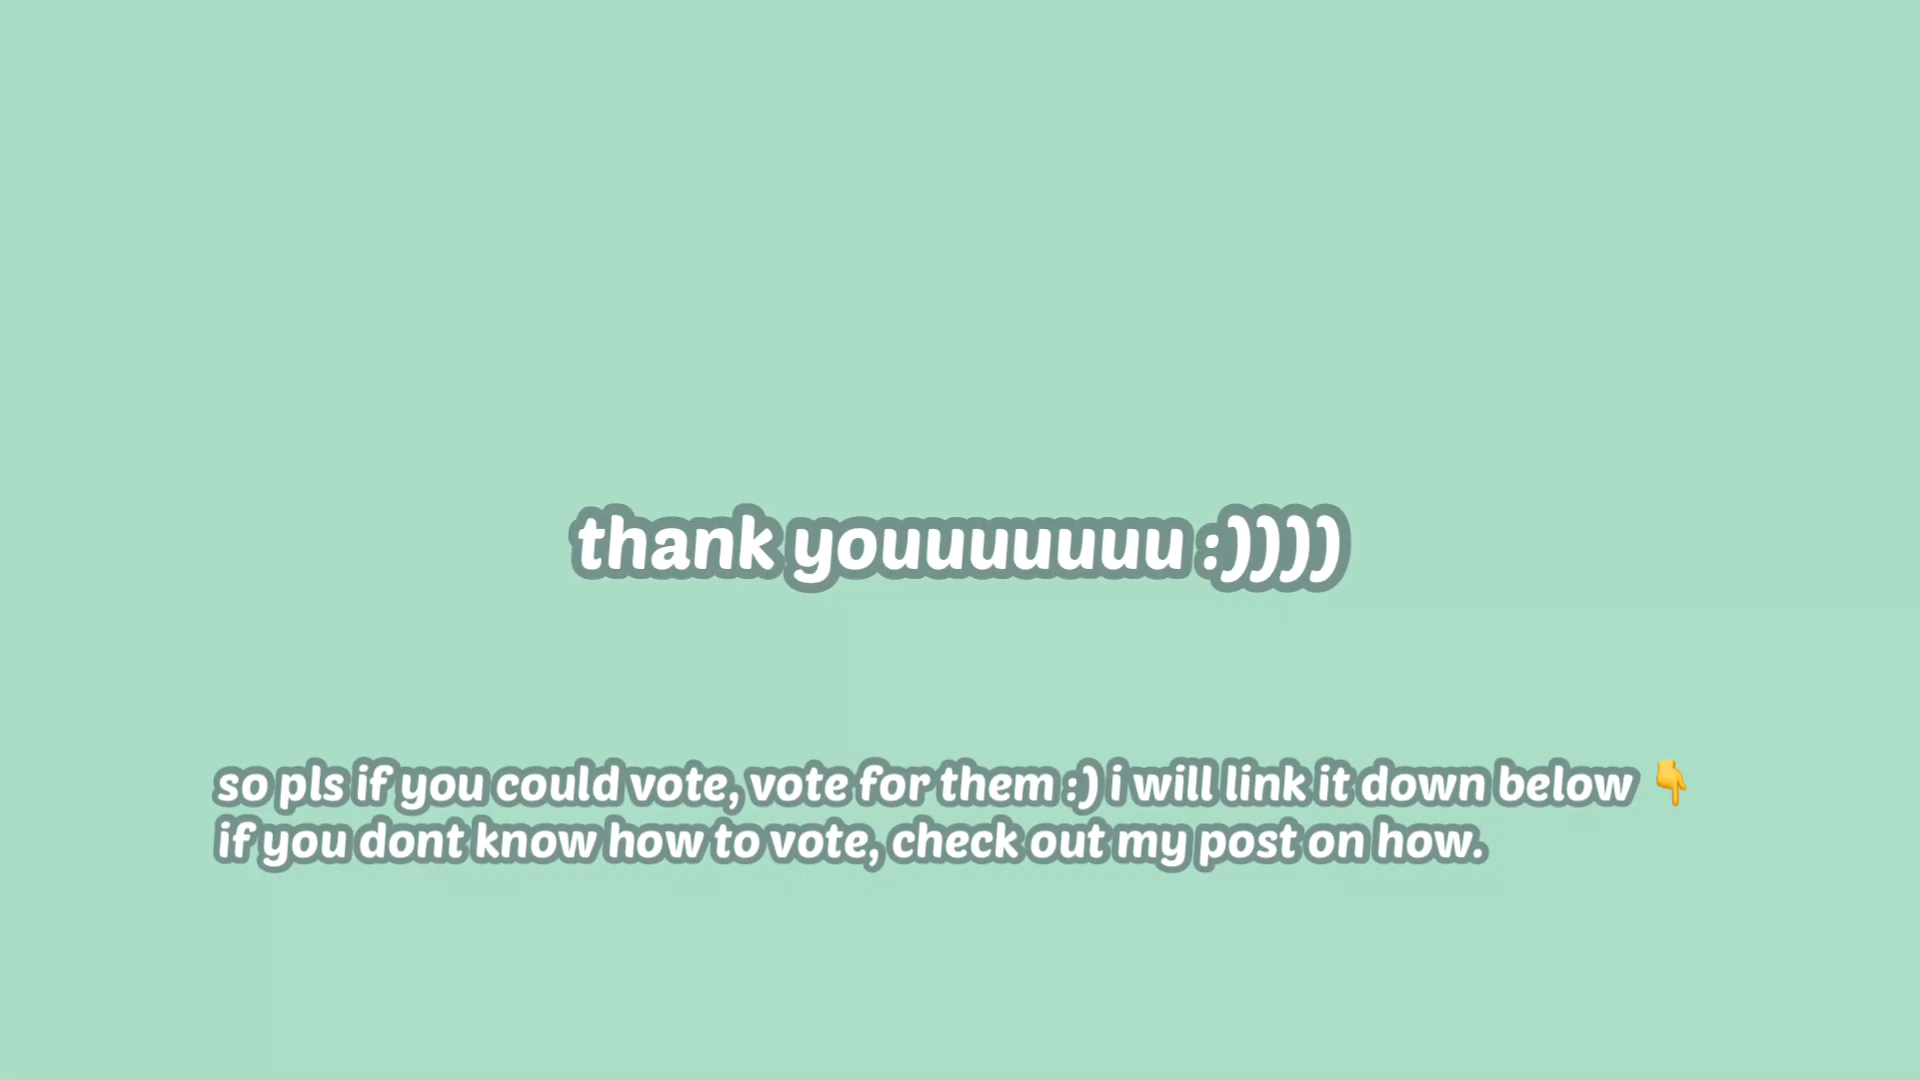 thank youuuuuuuu :))))
so pls if you could vote, vote for them :) i will link it down below 👇
if you dont know how to vote, check out my post on how.